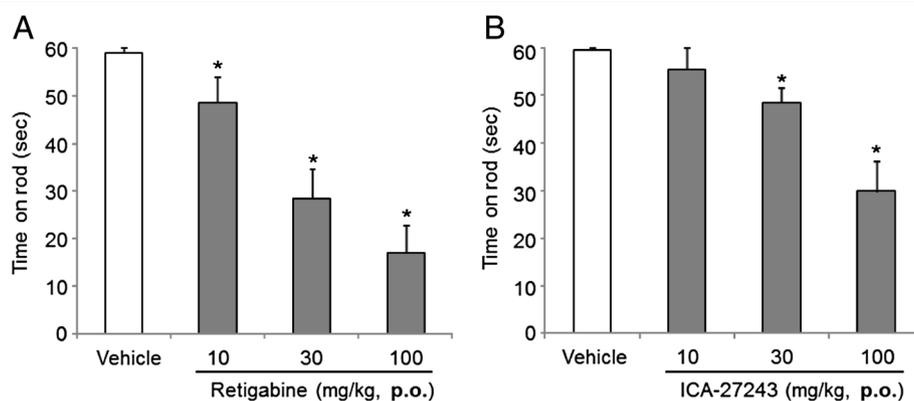 A
Time on rod (sec)
60
50
40
30
20
10
0
*
*
*
Vehicle 10 30 100
Retigabine (mg/kg, p.o.)
B
Time on rod (sec)
60
50
40
30
20
10
0
*
*
Vehicle 10 30 100
ICA-27243 (mg/kg, p.o.)